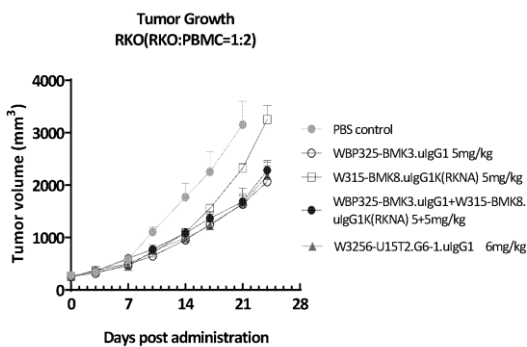 Tumor Growth
RKO(RKO:PBMC=1:2)
Tumor volume (mm³)
4000
3000
2000
1000
0
0
7
14
21
28
Days post administration
PBS control
WBP325-BMK3.uIgG1 5mg/kg
W315-BMK8.uIgG1K(RKNA) 5mg/kg
WBP325-BMK3.uIgG1+W315-BMK8.
uIgG1K(RKNA) 5+5mg/kg
W3256-U15T2.G6-1.uIgG1 6mg/kg